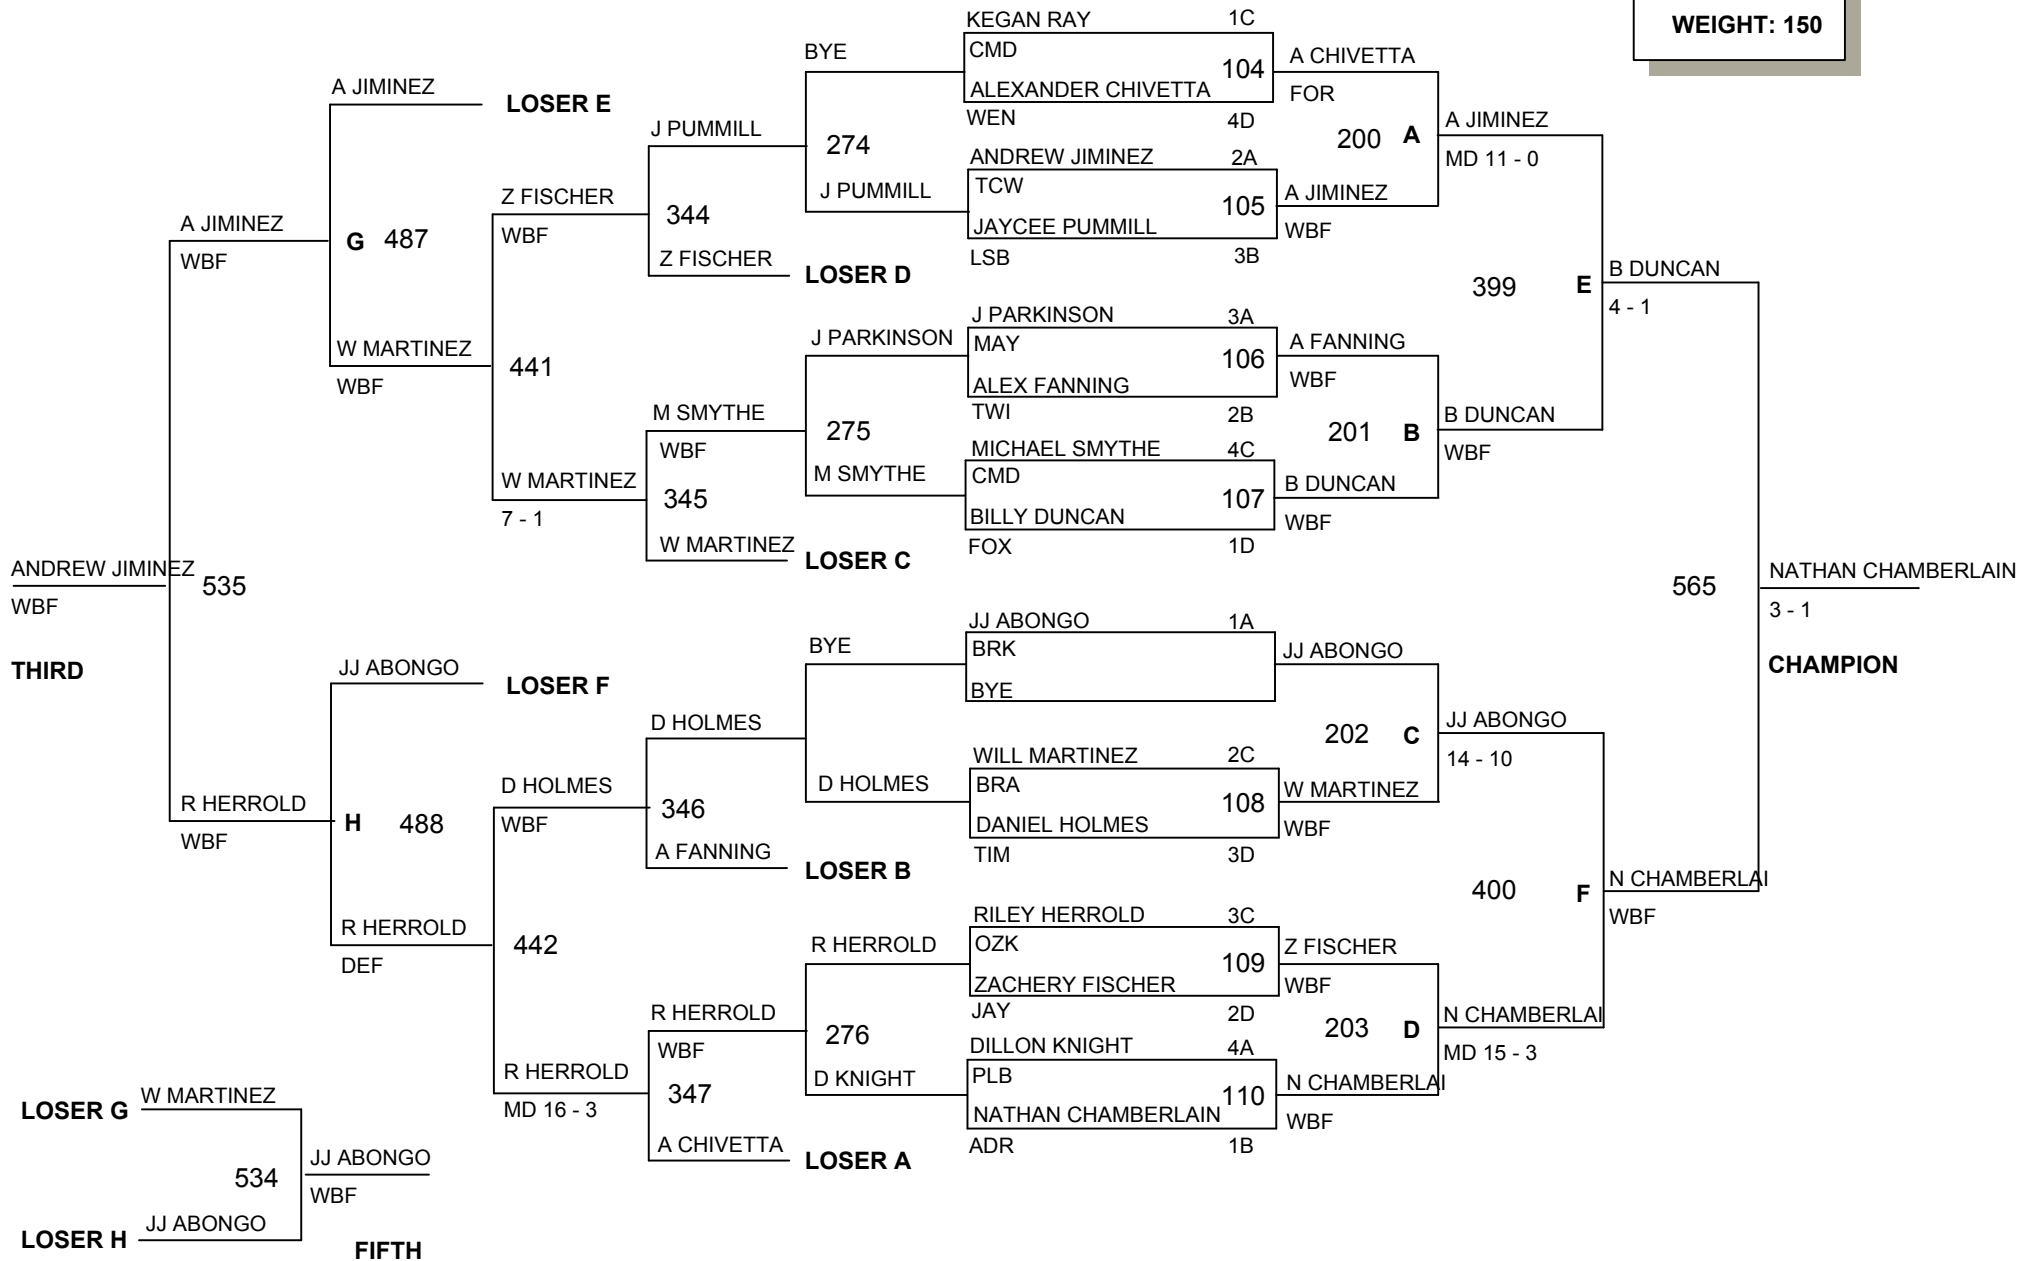 WEIGHT: 150
KEGAN RAY 1C
CMD
104
ALEXANDER CHIVETTA
WEN 4D
ANDREW JIMINEZ 2A
TCW
105
JAYCEE PUMMILL
LSB 3B
J PARKINSON 3A
MAY
106
ALEX FANNING
TWI 2B
MICHAEL SMYTHE 4C
CMD
107
BILLY DUNCAN
FOX 1D
JJ ABONGO 1A
BRK
BYE
WILL MARTINEZ 2C
BRA
108
DANIEL HOLMES
TIM 3D
RILEY HERROLD 3C
OZK
109
ZACHERY FISCHER
JAY 2D
DILLON KNIGHT 4A
PLB
110
NATHAN CHAMBERLAIN
ADR 1B
A CHIVETTA
FOR
200 A
A JIMINEZ
WBF
A FANNING
WBF
201 B
B DUNCAN
WBF
JJ ABONGO
202 C
W MARTINEZ
WBF
Z FISCHER
WBF
203 D
N CHAMBERLAI
WBF
A JIMINEZ
MD 11 - 0
399 E
B DUNCAN
WBF
JJ ABONGO
14 - 10
400 F
N CHAMBERLAI
MD 15 - 3
B DUNCAN
4 - 1
565
N CHAMBERLAI
WBF
NATHAN CHAMBERLAIN
3 - 1
CHAMPION
BYE
274
J PUMMILL
J PARKINSON
275
M SMYTHE
BYE
D HOLMES
R HERROLD
276
D KNIGHT
J PUMMILL
344
Z FISCHER
LOSER D
M SMYTHE
WBF
345
W MARTINEZ
LOSER C
D HOLMES
346
A FANNING
LOSER B
R HERROLD
WBF
347
A CHIVETTA
LOSER A
Z FISCHER
WBF
441
W MARTINEZ
7 - 1
D HOLMES
WBF
442
R HERROLD
MD 16 - 3
A JIMINEZ
LOSER E
G 487
W MARTINEZ
WBF
JJ ABONGO
LOSER F
H 488
R HERROLD
DEF
A JIMINEZ
WBF
535
R HERROLD
WBF
ANDREW JIMINEZ
WBF
THIRD
LOSER G W MARTINEZ
534
LOSER H JJ ABONGO
JJ ABONGO
WBF
FIFTH